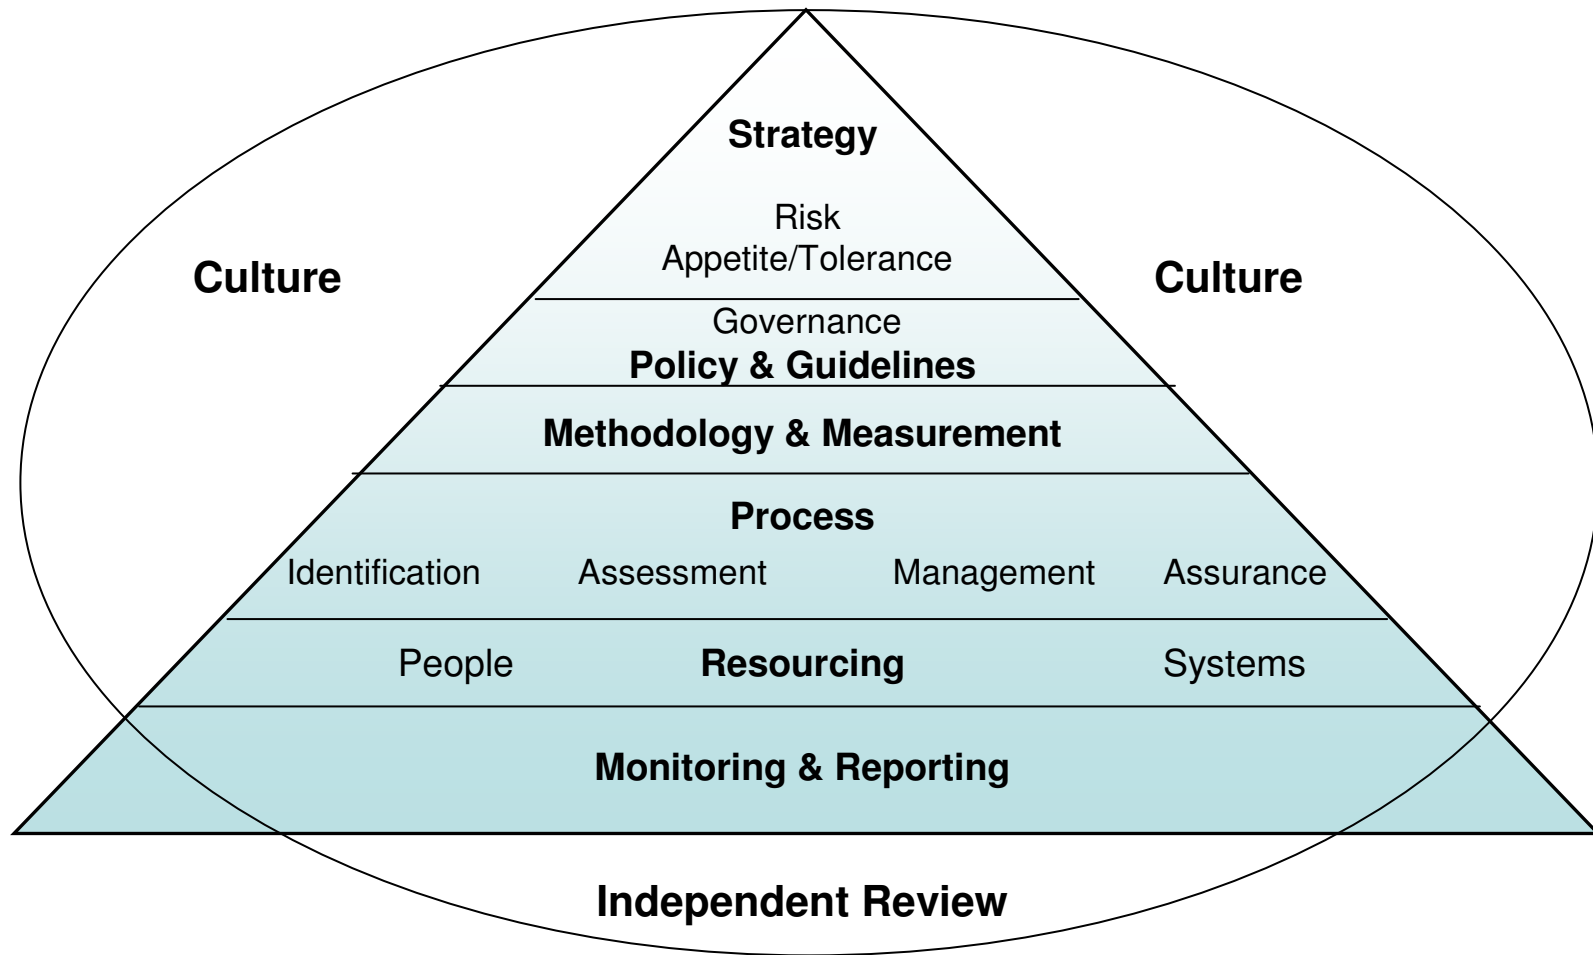 Strategy
Risk
Appetite/Tolerance
Culture
Culture
Governance
Policy & Guidelines
Methodology & Measurement
Process
Identification Assessment Management Assurance
People Resourcing Systems
Monitoring & Reporting
Independent Review